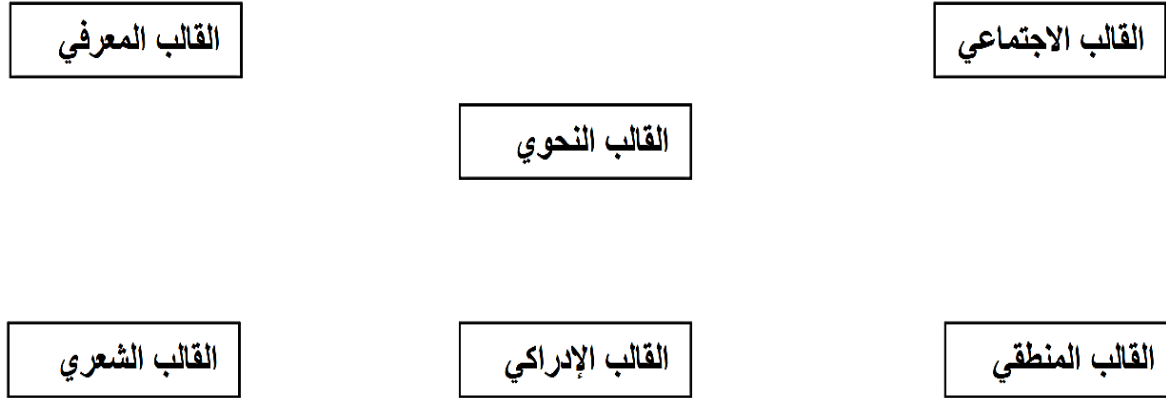 القالب الاجتماعي
القالب المعرفي
القالب النحوي
القالب المنطقي
القالب الإدراكي
القالب الشعري